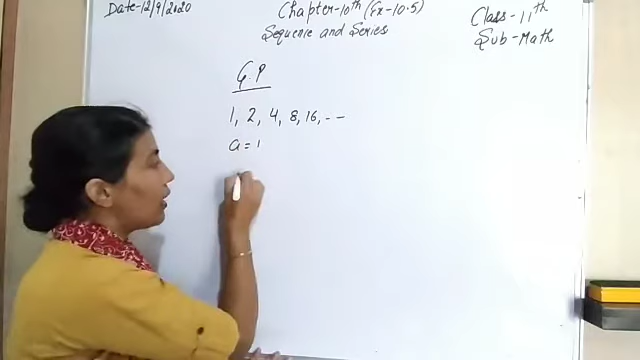 Date-12/9/2020
Chapter-10th (Ex-10.5)
Sequence and Series
Class-11th
Sub-Math
G.P
1, 2, 4, 8, 16, - -
a = 1